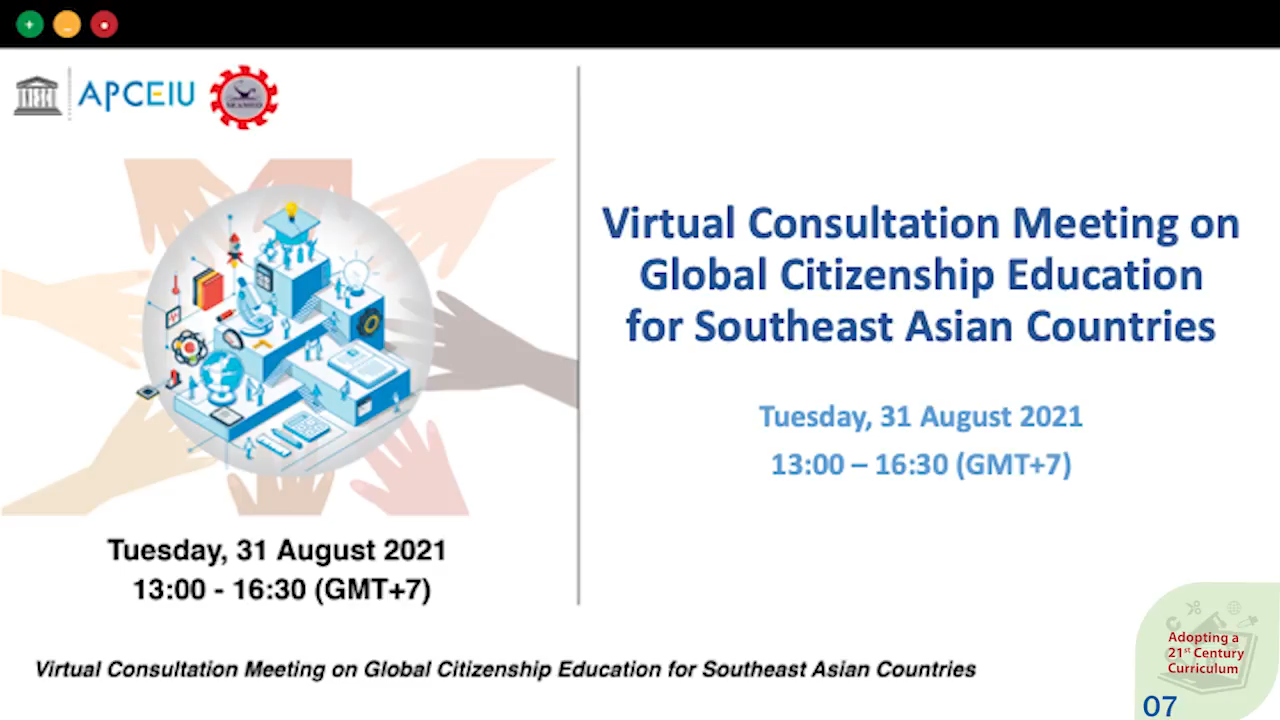 APCEIU
SEAMEO
Virtual Consultation Meeting on
Global Citizenship Education
for Southeast Asian Countries
Tuesday, 31 August 2021
13:00 – 16:30 (GMT+7)
Tuesday, 31 August 2021
13:00 - 16:30 (GMT+7)
Virtual Consultation Meeting on Global Citizenship Education for Southeast Asian Countries
Adopting a
21st Century
Curriculum
07